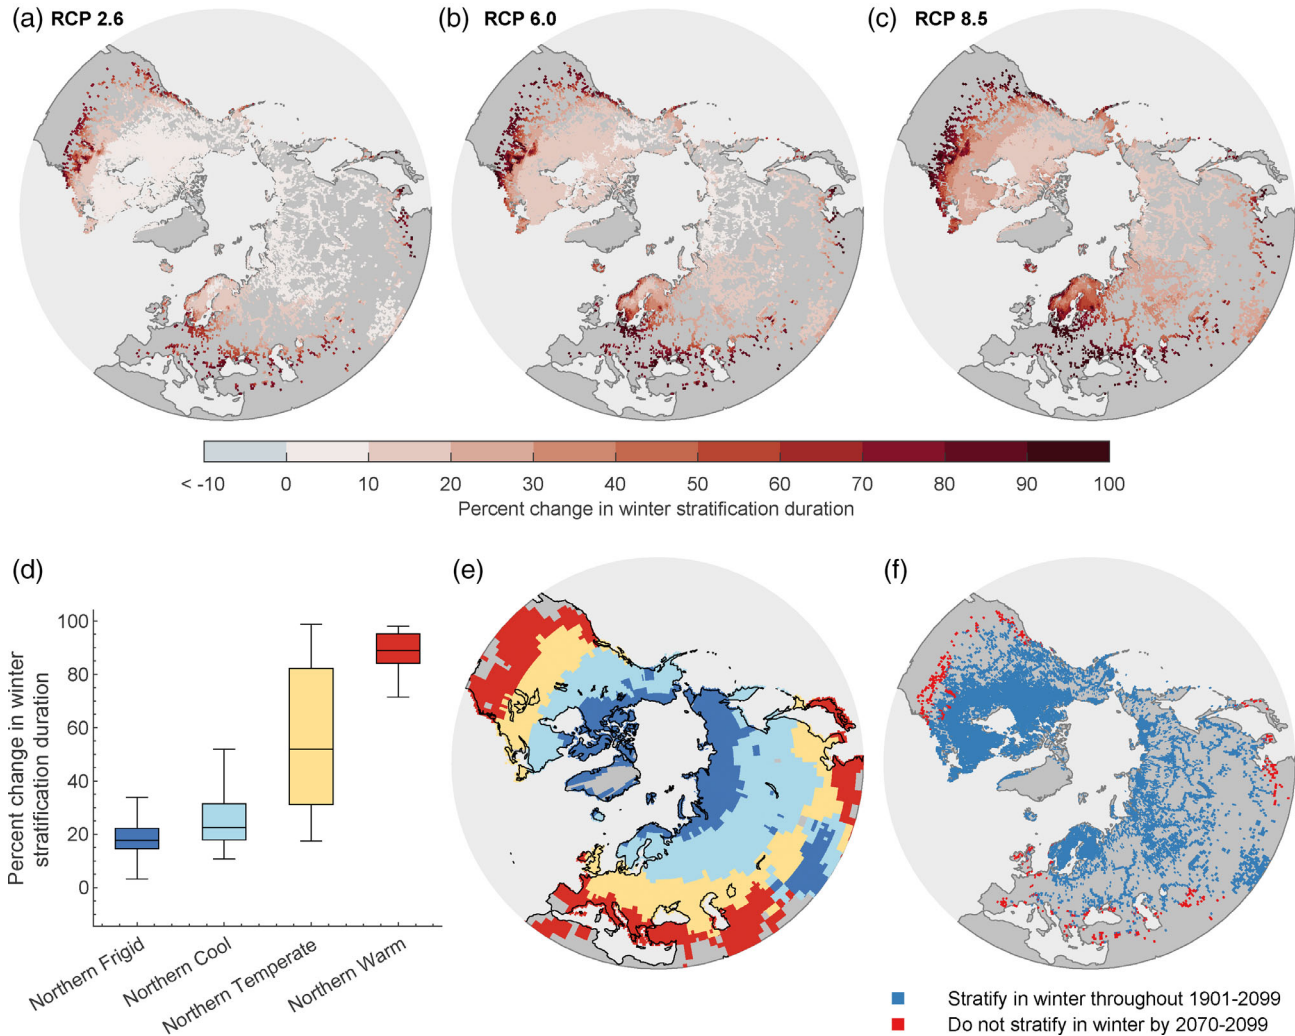 (a) RCP 2.6
(b) RCP 6.0
(c) RCP 8.5
< -10 0 10 20 30 40 50 60 70 80 90 100
Percent change in winter stratification duration
(d)
Percent change in winter
stratification duration
100
80
60
40
20
0
Northern Frigid
Northern Cool
Northern Temperate
Northern Warm
(e)
(f)
Stratify in winter throughout 1901-2099
Do not stratify in winter by 2070-2099